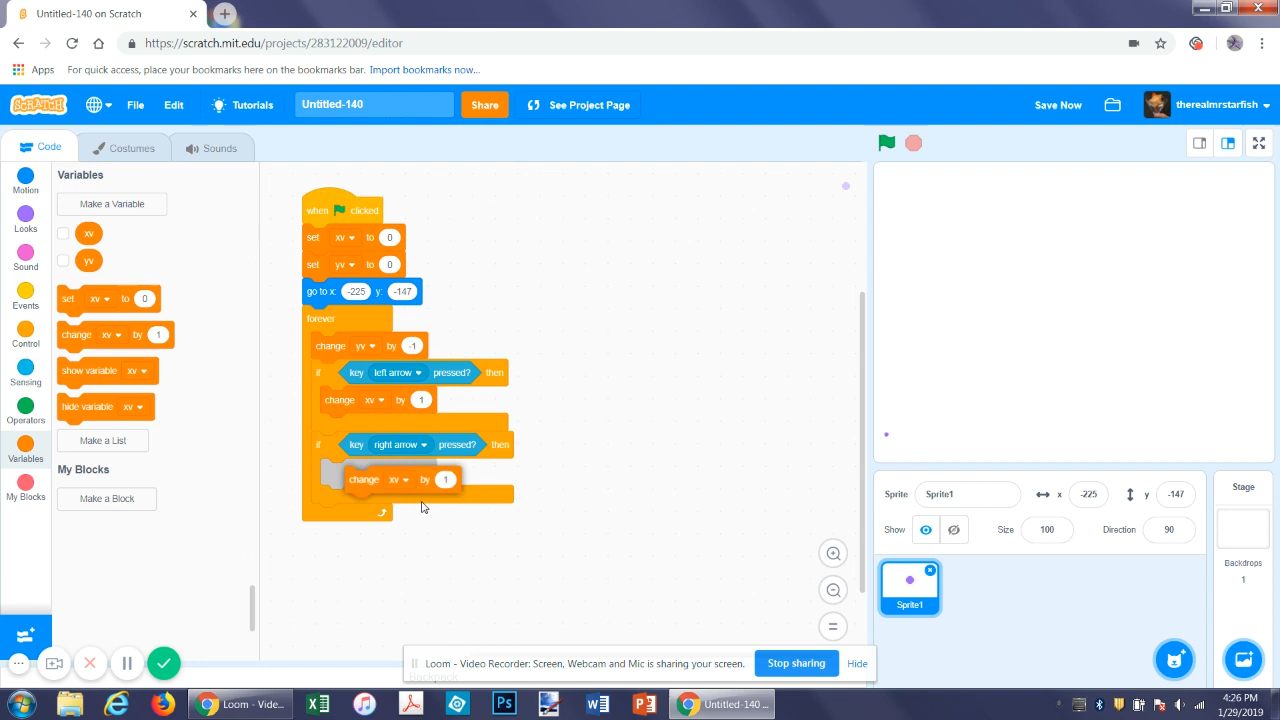 Untitled-140 on Scratch
https://scratch.mit.edu/projects/283122009/editor
Apps For quick access, place your bookmarks here on the bookmarks bar. Import bookmarks now...
SCRATCH File Edit Tutorials Untitled-140 Share See Project Page Save Now therealmrstarfish
Code Costumes Sounds
Motion
Looks
Sound
Events
Control
Sensing
Operators
Variables
My Blocks
Variables
Make a Variable
xv
yv
set xv to 0
change xv by 1
show variable xv
hide variable xv
Make a List
My Blocks
Make a Block
when clicked
set xv to 0
set yv to 0
go to x: -225 y: -147
forever
change yv by -1
if key left arrow pressed? then
change xv by 1
if key right arrow pressed? then
change xv by 1
Sprite Sprite1 x -225 y -147
Show Size 100 Direction 90
Sprite1
Stage
Backdrops
1
Loom - Video Recorder: Screen, Webcam and Mic is sharing your screen. Stop sharing Hide
Backpack
Loom - Vide... Untitled-140 ... 4:26 PM
1/29/2019